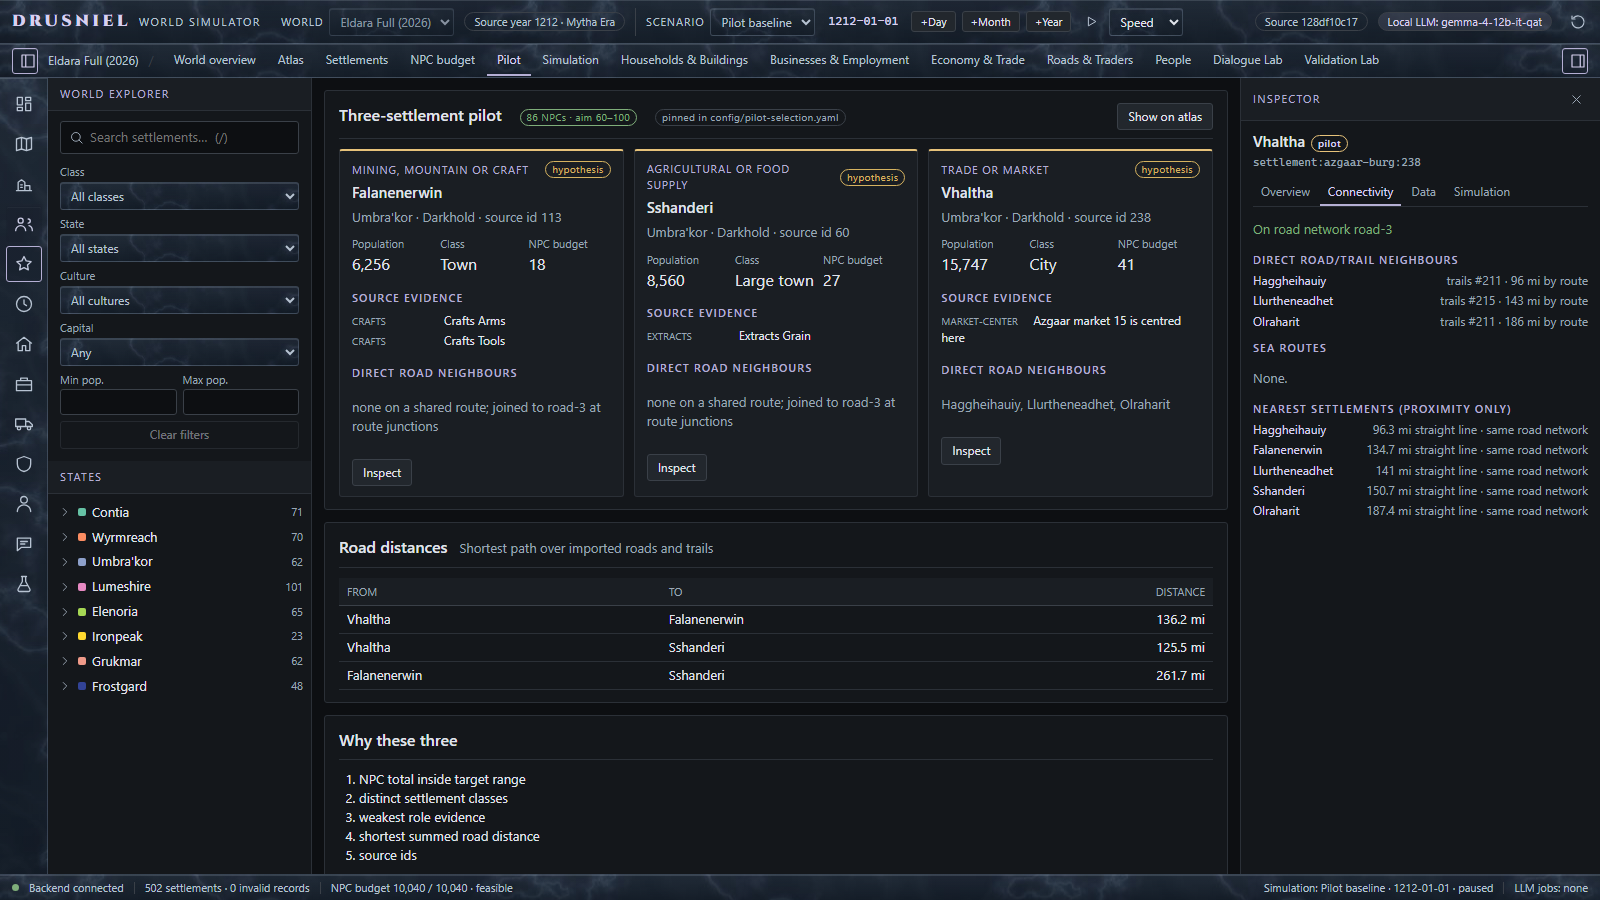 DRUSNIEL WORLD SIMULATOR WORLD Eldara Full (2026) Source year 1212 · Mytha Era SCENARIO Pilot baseline 1212-01-01 +Day +Month +Year Speed Source 128df10c17 Local LLM: gemma-4-12b-it-qat
Eldara Full (2026) / World overview Atlas Settlements NPC budget Pilot Simulation Households & Buildings Businesses & Employment Economy & Trade Roads & Traders People Dialogue Lab Validation Lab
WORLD EXPLORER
Search settlements... (/)
Class
All classes
State
All states
Culture
All cultures
Capital
Any
Min pop. Max pop.
Clear filters
STATES
Contia 71
Wyrmreach 70
Umbra'kor 62
Lumeshire 101
Elenoria 65
Ironpeak 23
Grukmar 62
Frostgard 48
Three-settlement pilot 86 NPCs · aim 60–100 pinned in config/pilot-selection.yaml Show on atlas
MINING, MOUNTAIN OR CRAFT hypothesis
Falanenerwin
Umbra'kor · Darkhold · source id 113
Population Class NPC budget
6,256 Town 18
SOURCE EVIDENCE
CRAFTS Crafts Arms
CRAFTS Crafts Tools
DIRECT ROAD NEIGHBOURS
none on a shared route; joined to road-3 at
route junctions
Inspect
AGRICULTURAL OR FOOD
SUPPLY hypothesis
Sshanderi
Umbra'kor · Darkhold · source id 60
Population Class NPC budget
8,560 Large town 27
SOURCE EVIDENCE
EXTRACTS Extracts Grain
DIRECT ROAD NEIGHBOURS
none on a shared route; joined to road-3 at
route junctions
Inspect
TRADE OR MARKET hypothesis
Vhaltha
Umbra'kor · Darkhold · source id 238
Population Class NPC budget
15,747 City 41
SOURCE EVIDENCE
MARKET-CENTER Azgaar market 15 is centred
here
DIRECT ROAD NEIGHBOURS
Haggheihauiy, Llurtheneadhet, Olraharit
Inspect
Road distances Shortest path over imported roads and trails
FROM TO DISTANCE
Vhaltha Falanenerwin 136.2 mi
Vhaltha Sshanderi 125.5 mi
Falanenerwin Sshanderi 261.7 mi
Why these three
1. NPC total inside target range
2. distinct settlement classes
3. weakest role evidence
4. shortest summed road distance
5. source ids
INSPECTOR
Vhaltha pilot
settlement:azgaar-burg:238
Overview Connectivity Data Simulation
On road network road-3
DIRECT ROAD/TRAIL NEIGHBOURS
Haggheihauiy trails #211 · 96 mi by route
Llurtheneadhet trails #215 · 143 mi by route
Olraharit trails #211 · 186 mi by route
SEA ROUTES
None.
NEAREST SETTLEMENTS (PROXIMITY ONLY)
Haggheihauiy 96.3 mi straight line · same road network
Falanenerwin 134.7 mi straight line · same road network
Llurtheneadhet 141 mi straight line · same road network
Sshanderi 150.7 mi straight line · same road network
Olraharit 187.4 mi straight line · same road network
Backend connected 502 settlements · 0 invalid records NPC budget 10,040 / 10,040 · feasible Simulation: Pilot baseline · 1212-01-01 · paused LLM jobs: none